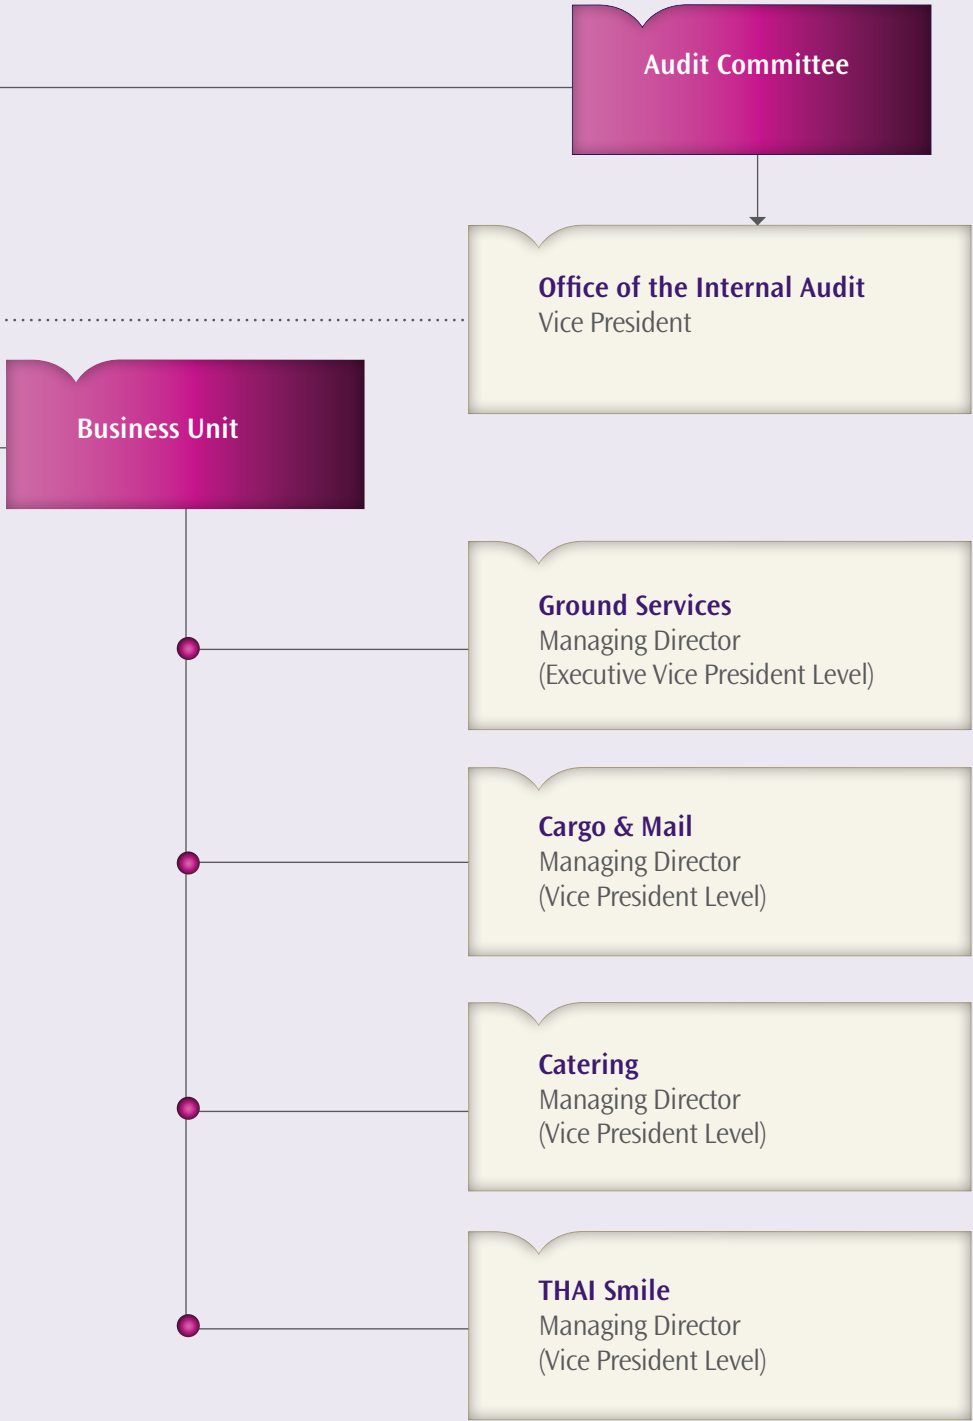 Audit Committee
Office of the Internal Audit
Vice President
Business Unit
Ground Services
Managing Director
(Executive Vice President Level)
Cargo & Mail
Managing Director
(Vice President Level)
Catering
Managing Director
(Vice President Level)
THAI Smile
Managing Director
(Vice President Level)